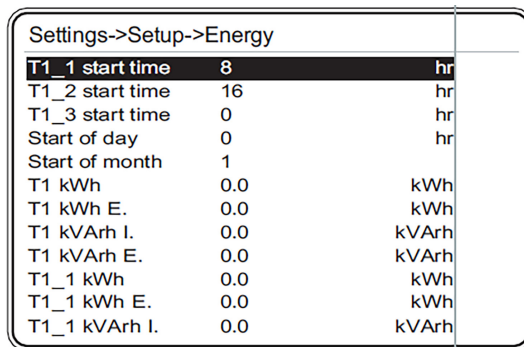 Settings->Setup->Energy
T1_1 start time 8 hr
T1_2 start time 16 hr
T1_3 start time 0 hr
Start of day 0 hr
Start of month 1
T1 kWh 0.0 kWh
T1 kWh E. 0.0 kWh
T1 kVArh I. 0.0 kVArh
T1 kVArh E. 0.0 kVArh
T1_1 kWh 0.0 kWh
T1_1 kWh E. 0.0 kWh
T1_1 kVArh I. 0.0 kVArh